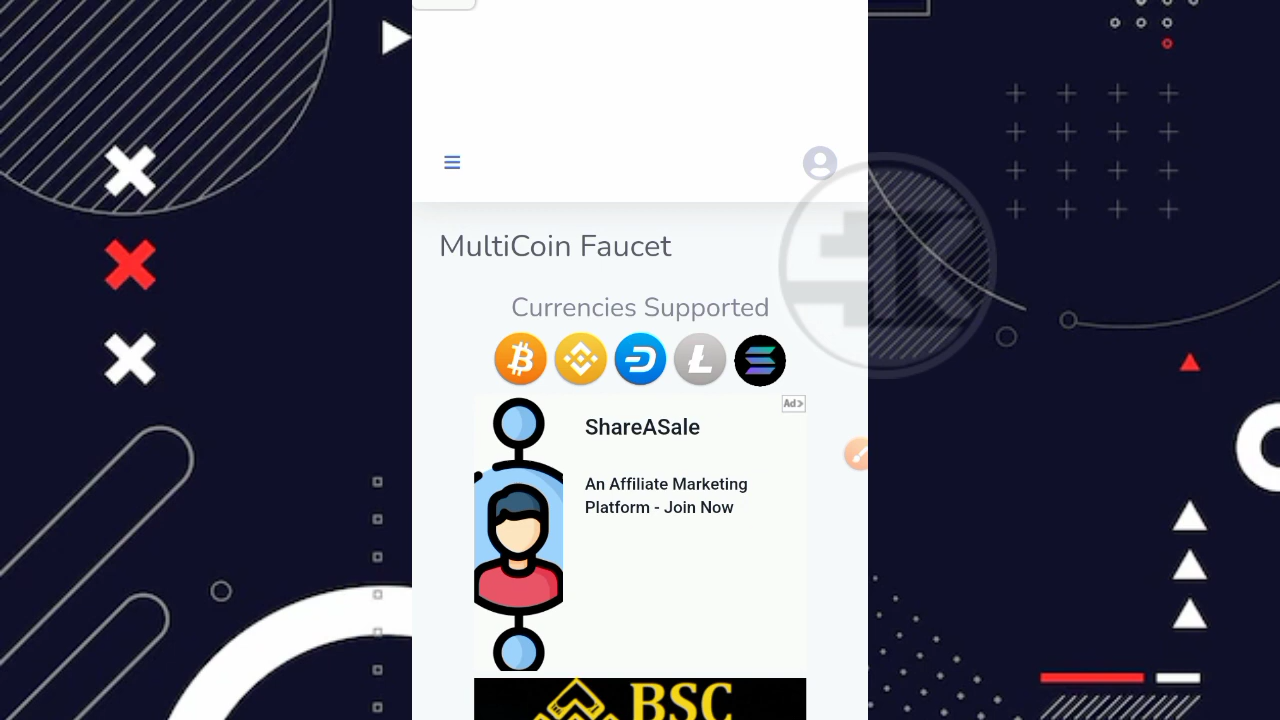 MultiCoin Faucet
Currencies Supported
Ad
ShareASale
An Affiliate Marketing
Platform - Join Now
BSC